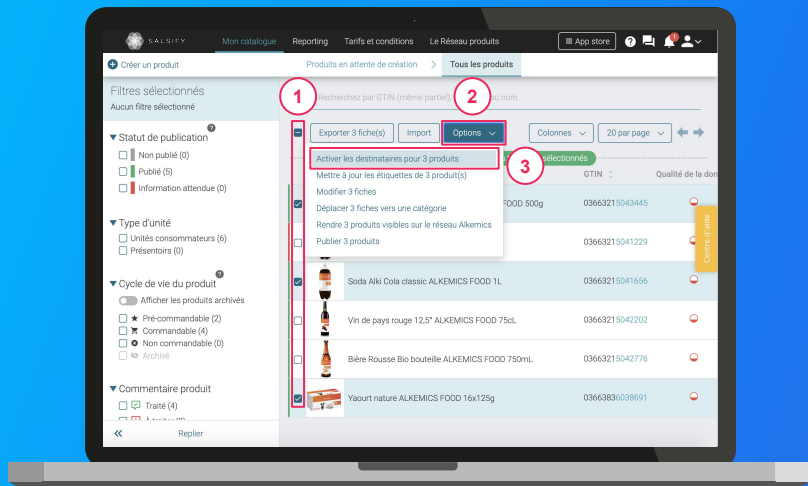 SALSIFY
Mon catalogue
Reporting
Tarifs et conditions
Le Réseau produits
App store
Créer un produit
Produits en attente de création
Tous les produits
Filtres sélectionnés
Aucun filtre sélectionné
1
Recherchez par GTIN (même partiel),
ou nom
2
Exporter 3 fiche(s)
Import
Options
Colonnes
20 par page
Statut de publication
?
Non publié (0)
Publié (5)
Information attendue (0)
Activer les destinataires pour 3 produits
Mettre à jour les étiquettes de 3 produit(s)
Modifier 3 fiches
Déplacer 3 fiches vers une catégorie
Rendre 3 produits visibles sur le réseau Alkemics
Publier 3 produits
3
sélectionnés
GTIN
Qualité de la don
FOOD 500g
03663215043445
Type d'unité
Unités consommateurs (6)
Présentoirs (0)
03663215041229
Centre d'aide
Cycle de vie du produit
?
Afficher les produits archivés
Pré-commandable (2)
Commandable (4)
Non commandable (0)
Archivé
Soda Alki Cola classic ALKEMICS FOOD 1L
03663215041656
Vin de pays rouge 12,5° ALKEMICS FOOD 75cL
03663215042202
Bière Rousse Bio bouteille ALKEMICS FOOD 750mL
03663215042776
Commentaire produit
Traité (4)
Yaourt nature ALKEMICS FOOD 16x125g
03663836038691
Replier